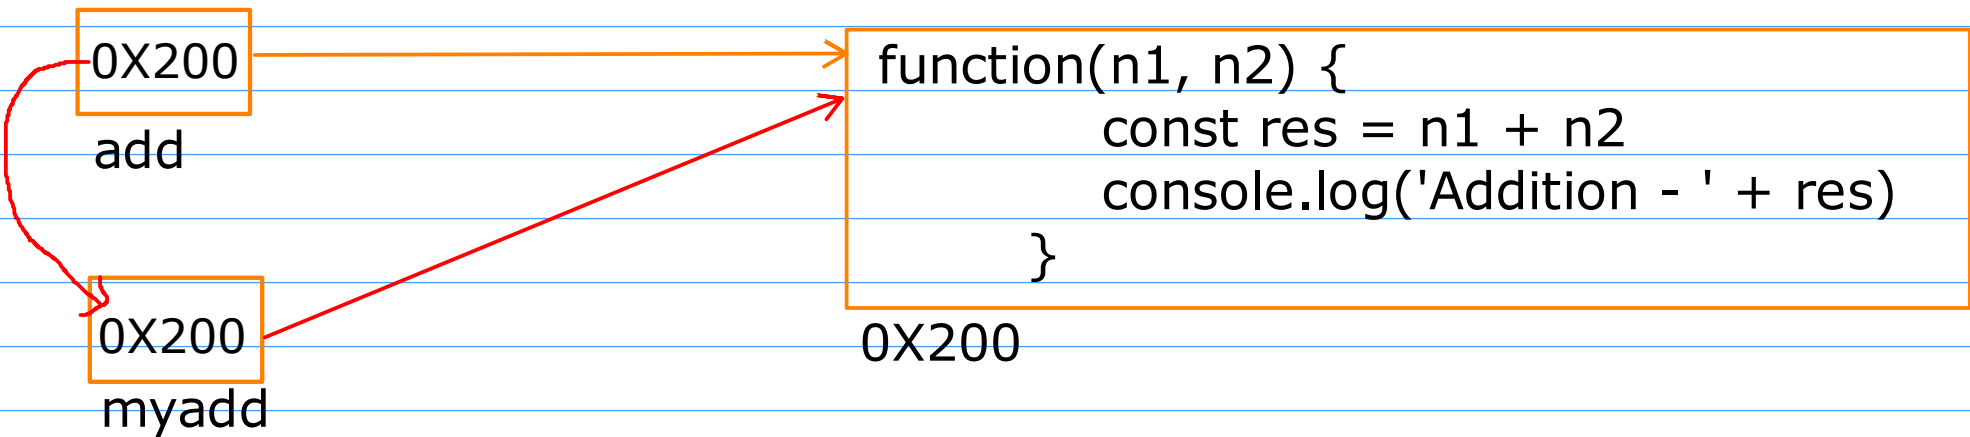 0X200
add
function(n1, n2) {
const res = n1 + n2
console.log('Addition - ' + res)
}
0X200
myadd
0X200